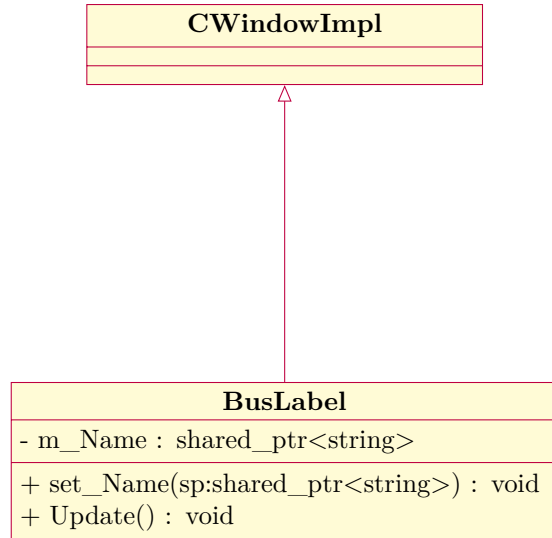 CWindowImpl
BusLabel
- m_Name : shared_ptr<string>
+ set_Name(sp:shared_ptr<string>) : void
+ Update() : void